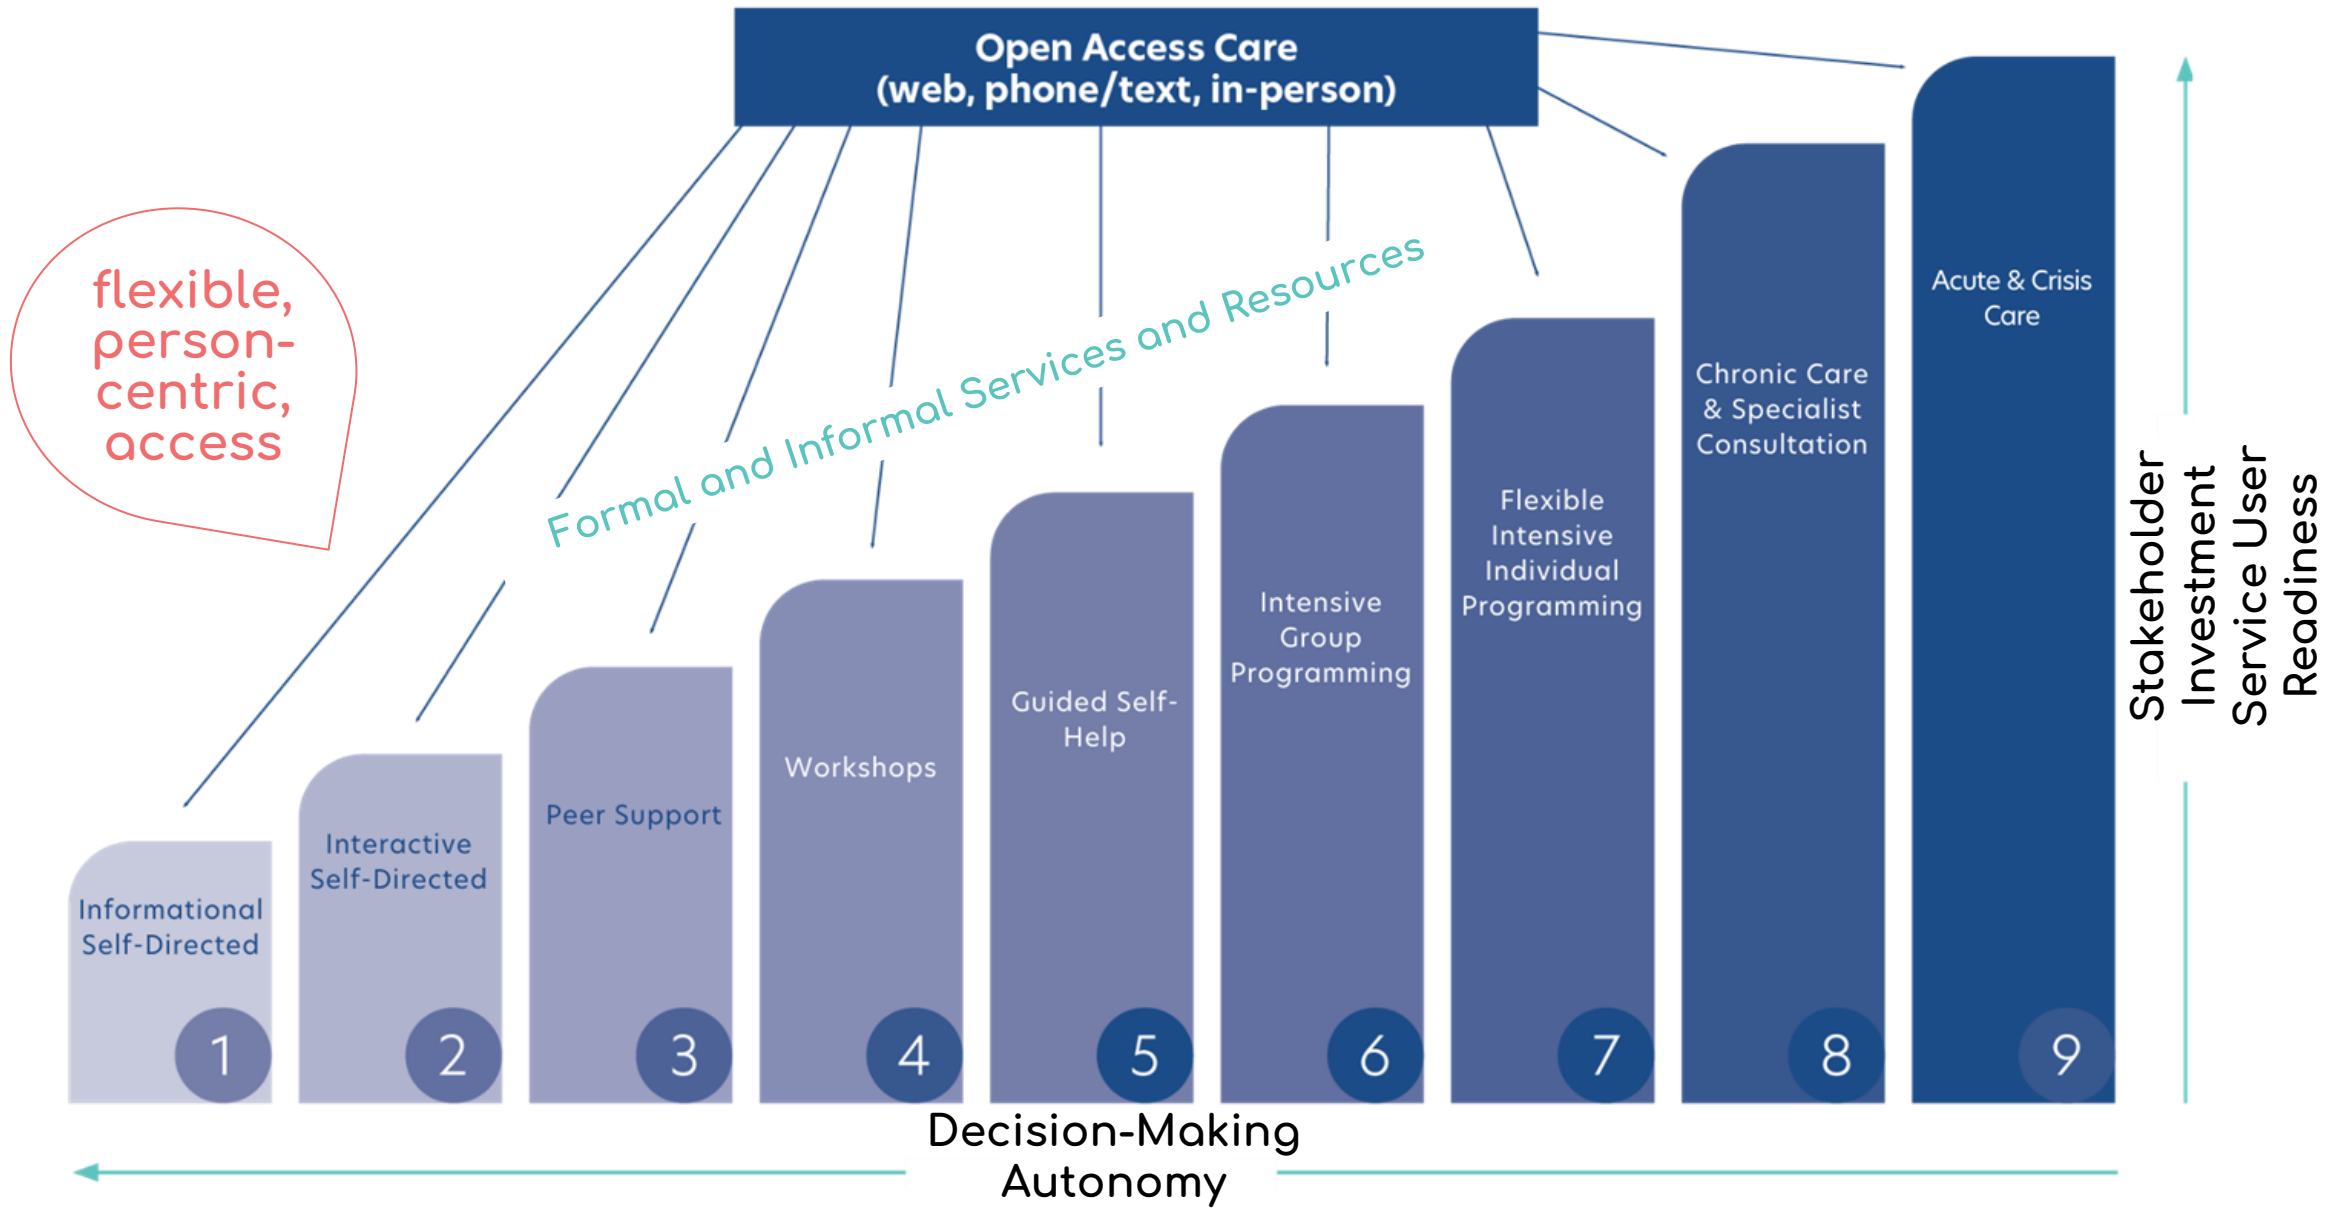 Open Access Care
(web, phone/text, in-person)
flexible,
person-
centric,
access
Formal and Informal Services and Resources
Informational
Self-Directed
1
Interactive
Self-Directed
2
Peer Support
3
Workshops
4
Guided Self-
Help
5
Intensive
Group
Programming
6
Flexible
Intensive
Individual
Programming
7
Chronic Care
& Specialist
Consultation
8
Acute & Crisis
Care
9
Stakeholder
Investment
Service User
Readiness
Decision-Making
Autonomy